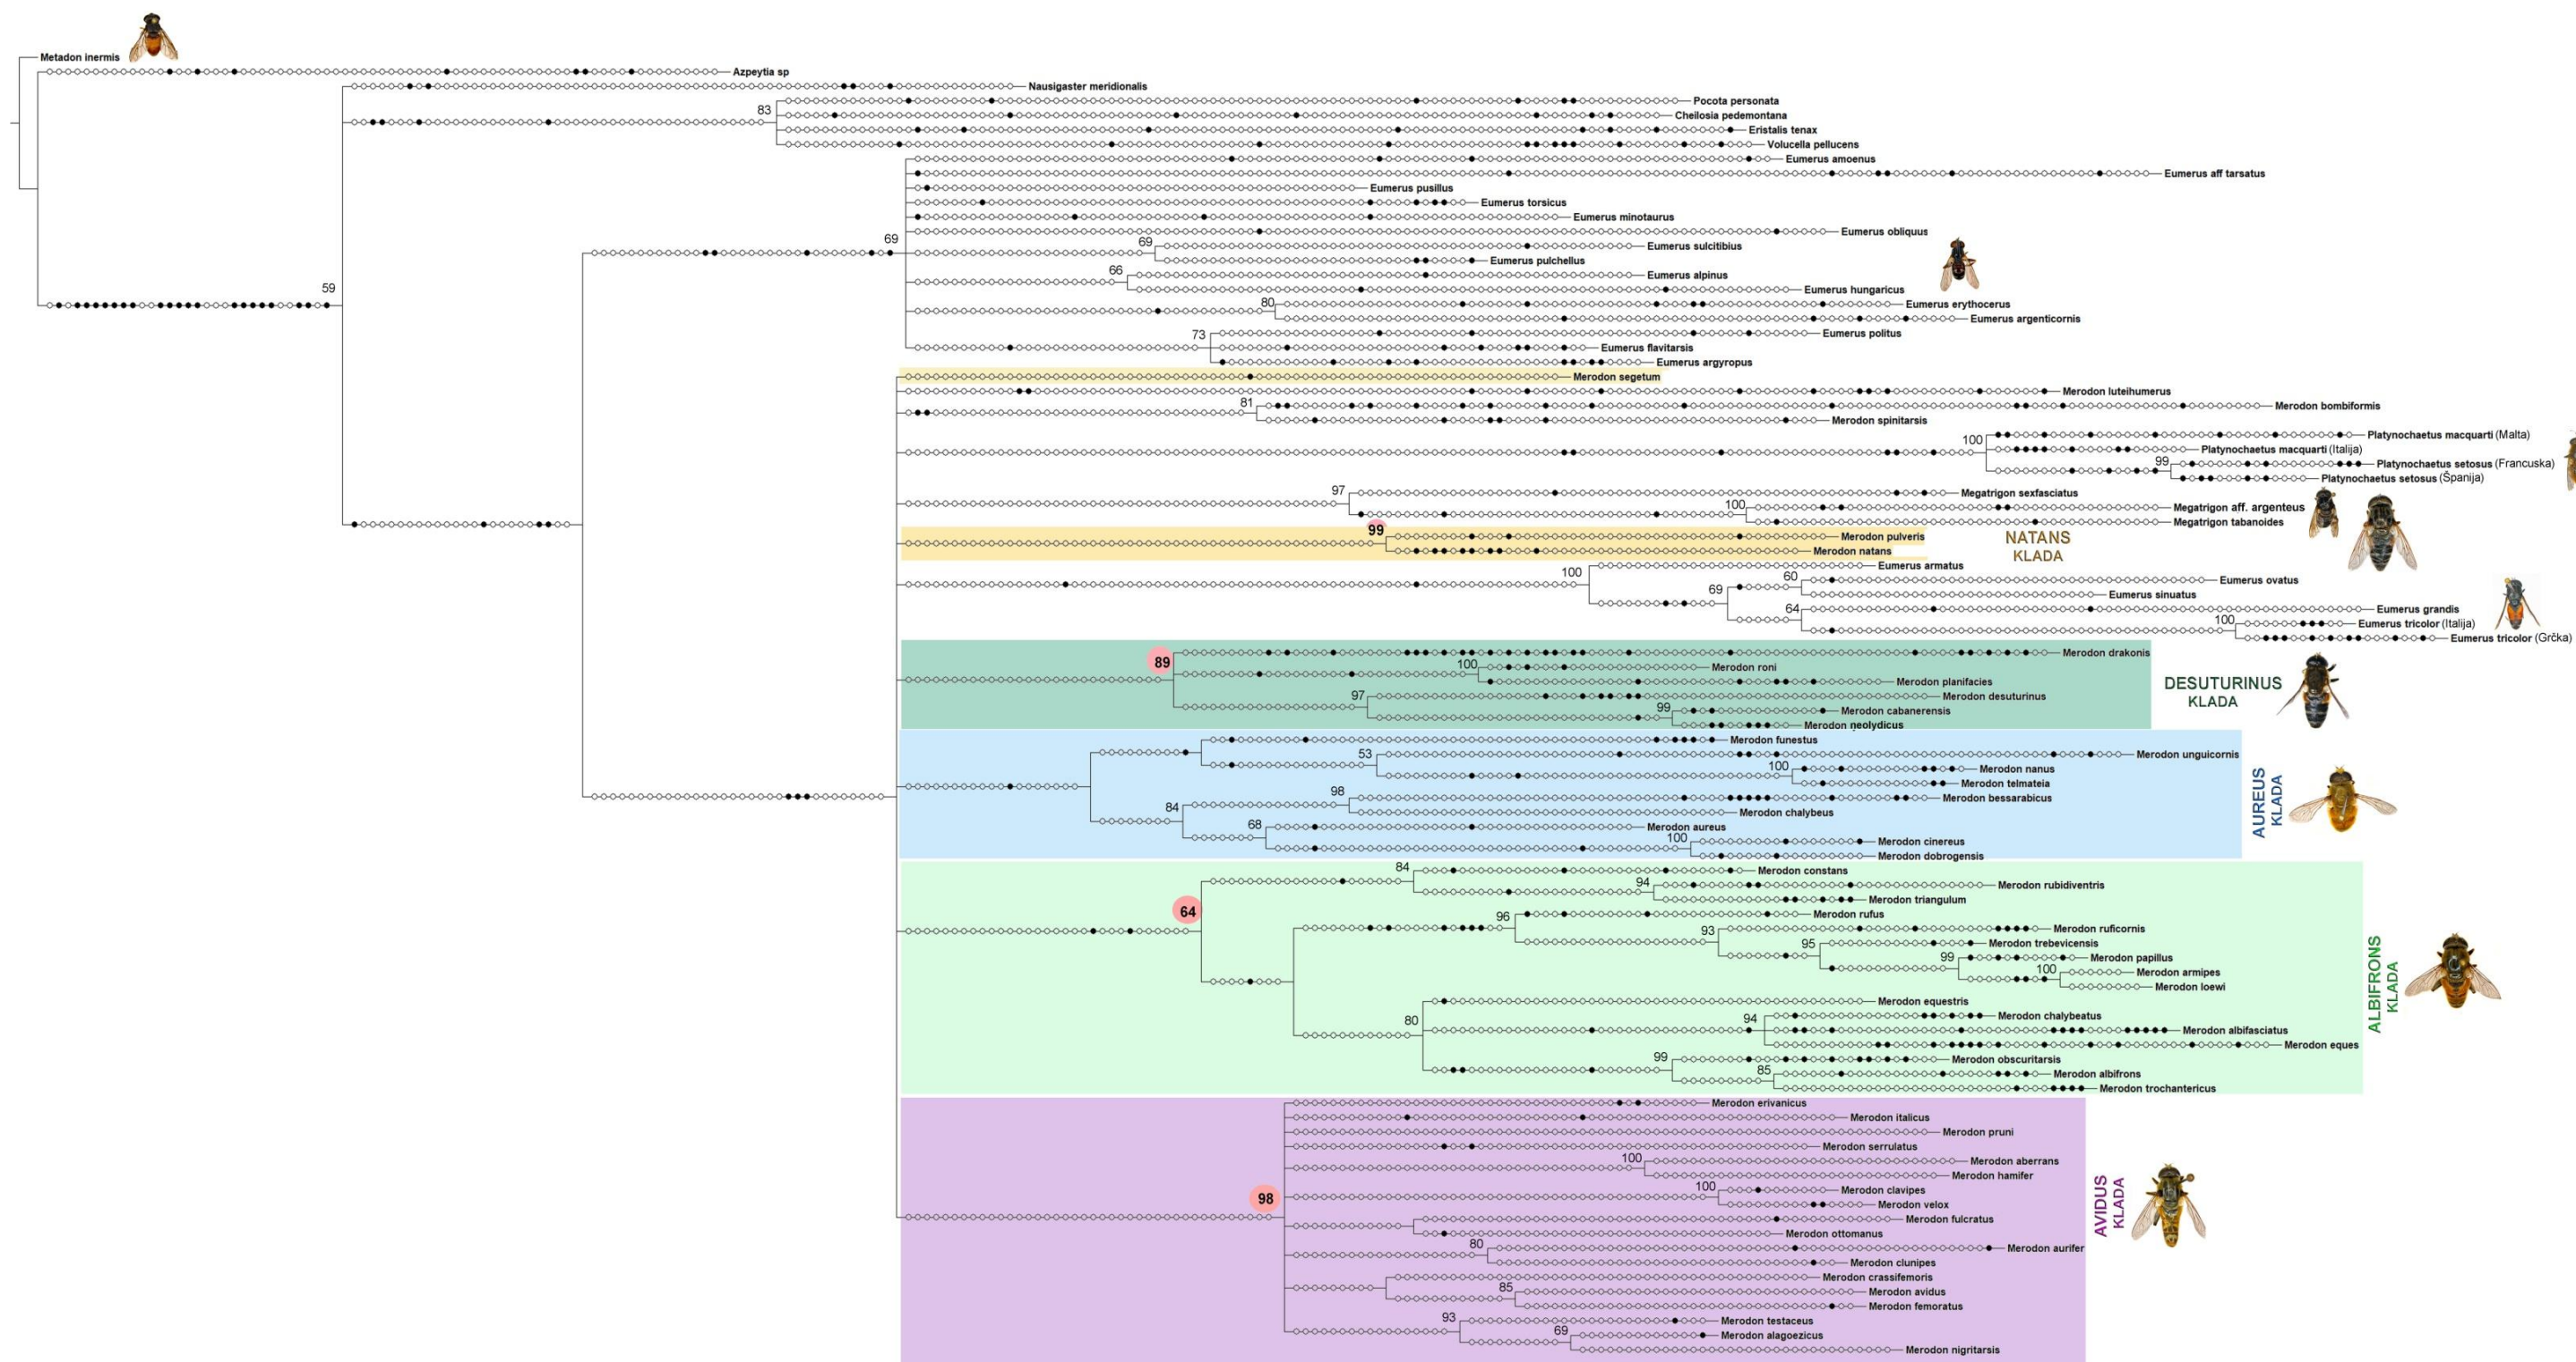 Metadon inermis
Azpeytia sp
Nausigaster meridionalis
83
Pocota personata
Cheilosia pedemontana
Eristalis tenax
Volucella pellucens
59
69
Eumerus amoenus
Eumerus aff tarsatus
Eumerus pusillus
Eumerus torsicus
Eumerus minotaurus
Eumerus obliquus
69
Eumerus sulcitibius
Eumerus pulchellus
66
Eumerus alpinus
Eumerus hungaricus
80
Eumerus erythocerus
Eumerus argenticornis
73
Eumerus politus
Eumerus flavitarsis
Eumerus argyropus
Merodon segetum
Merodon luteihumerus
81
Merodon bombiformis
Merodon spinitarsis
100
Platynochaetus macquarti (Malta)
Platynochaetus macquarti (Italija)
99
Platynochaetus setosus (Francuska)
Platynochaetus setosus (Španija)
97
Megatrigon sexfasciatus
100
Megatrigon aff. argenteus
Megatrigon tabanoides
99
Merodon pulveris
Merodon natans
NATANS
KLADA
100
Eumerus armatus
69
60
Eumerus ovatus
Eumerus sinuatus
64
Eumerus grandis
100
Eumerus tricolor (Italija)
Eumerus tricolor (Grčka)
89
Merodon drakonis
100
Merodon roni
Merodon planifacies
97
Merodon desuturinus
99
Merodon cabanerensis
Merodon neolydicus
DESUTURINUS
KLADA
Merodon funestus
53
Merodon unguicornis
100
Merodon nanus
Merodon telmateia
84
98
Merodon bessarabicus
Merodon chalybeus
68
Merodon aureus
100
Merodon cinereus
Merodon dobrogensis
AUREUS
KLADA
64
84
Merodon constans
94
Merodon rubidiventris
Merodon triangulum
96
Merodon rufus
93
Merodon ruficornis
95
Merodon trebevicensis
99
Merodon papillus
100
Merodon armipes
Merodon loewi
80
Merodon equestris
94
Merodon chalybeatus
Merodon albifasciatus
Merodon eques
99
Merodon obscuritarsis
85
Merodon albifrons
Merodon trochantericus
ALBIFRONS
KLADA
98
Merodon erivanicus
Merodon italicus
Merodon pruni
Merodon serrulatus
100
Merodon aberrans
Merodon hamifer
100
Merodon clavipes
Merodon velox
Merodon fulcratus
Merodon ottomanus
80
Merodon aurifer
Merodon clunipes
Merodon crassifemoris
85
Merodon avidus
Merodon femoratus
93
Merodon testaceus
69
Merodon alagoezicus
Merodon nigritarsis
AVIDUS
KLADA